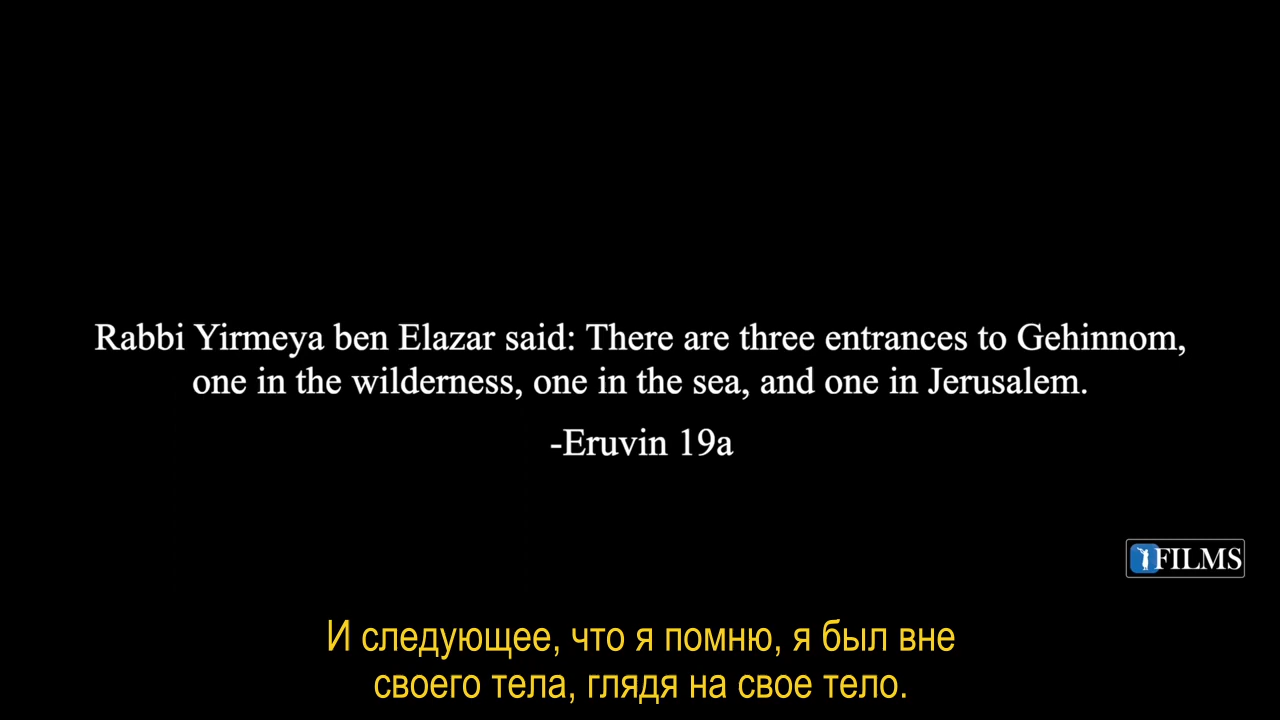 Rabbi Yirmeya ben Elazar said: There are three entrances to Gehinnom,
one in the wilderness, one in the sea, and one in Jerusalem.
-Eruvin 19a
FILMS
И следующее, что я помню, я был вне
своего тела, глядя на свое тело.